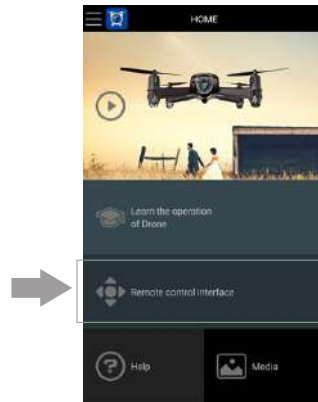 HOME
Learn the operation
of Drone
Remote control interface
Help
Media